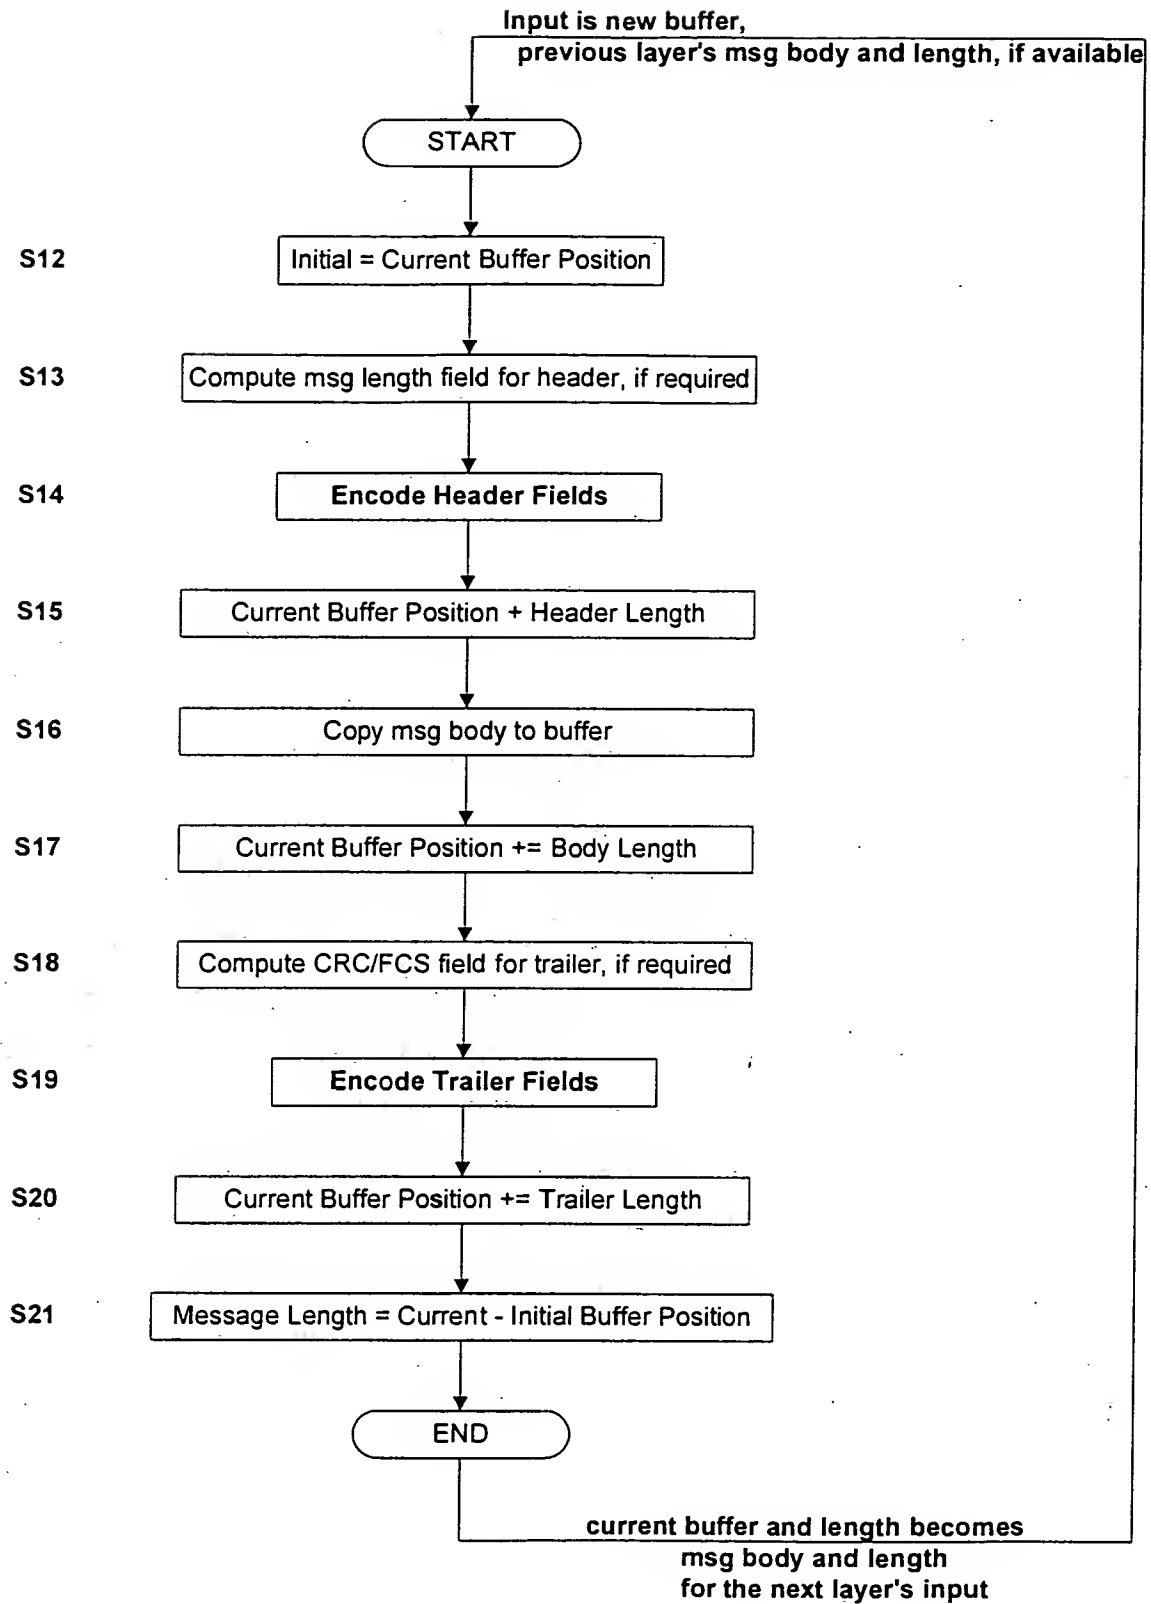 Input is new buffer,
previous layer's msg body and length, if available
START
S12
Initial = Current Buffer Position
S13
Compute msg length field for header, if required
S14
Encode Header Fields
S15
Current Buffer Position + Header Length
S16
Copy msg body to buffer
S17
Current Buffer Position += Body Length
S18
Compute CRC/FCS field for trailer, if required
S19
Encode Trailer Fields
S20
Current Buffer Position += Trailer Length
S21
Message Length = Current - Initial Buffer Position
END
current buffer and length becomes
msg body and length
for the next layer's input